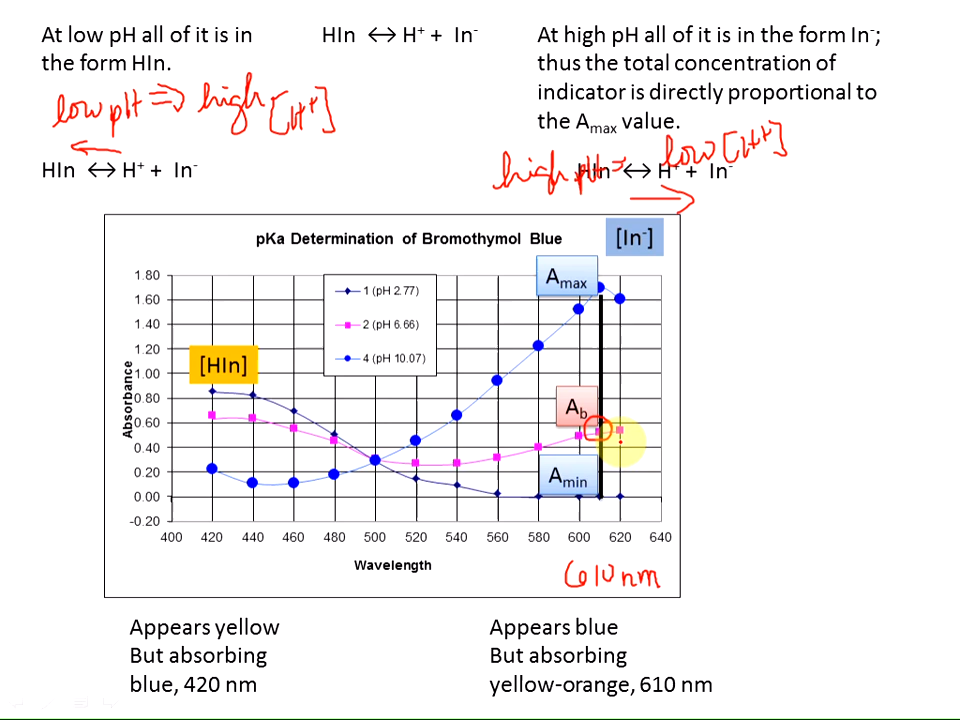 At low pH all of it is in
the form HIn.
HIn ↔ H⁺ + In⁻
At high pH all of it is in the form In⁻;
thus the total concentration of
indicator is directly proportional to
the Amax value.
low pH ⇒ high [H⁺]
HIn ↔ H⁺ + In⁻
high pH ⇒ low [H⁺]
HIn ↔ H⁺ + In⁻
pKa Determination of Bromothymol Blue
[In⁻]
Amax
1 (pH 2.77)
2 (pH 6.66)
4 (pH 10.07)
[HIn]
Ab
Amin
Absorbance
1.80
1.60
1.40
1.20
1.00
0.80
0.60
0.40
0.20
0.00
-0.20
400 420 440 460 480 500 520 540 560 580 600 620 640
Wavelength
610 nm
Appears yellow
But absorbing
blue, 420 nm
Appears blue
But absorbing
yellow-orange, 610 nm